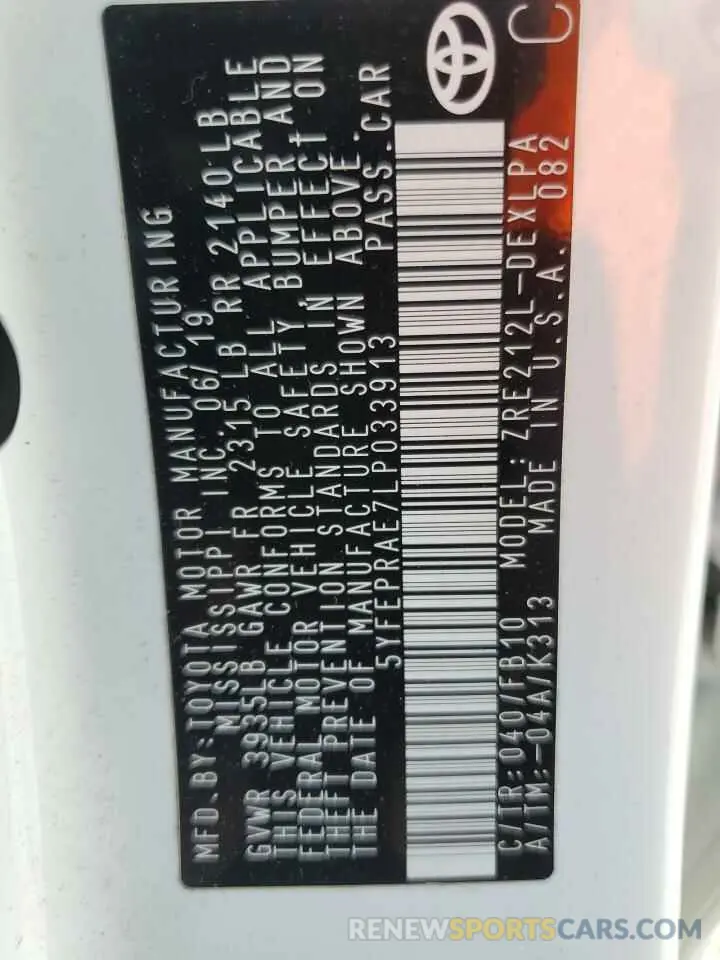 MFD.BY:TOYOTA MOTOR MANUFACTURING
MISSISSIPPI INC. 06/19
GVWR 3935LB GAWR FR 2315 LB RR 2140 LB
THIS VEHICLE CONFORMS TO ALL APPLICABLE
FEDERAL MOTOR VEHICLE SAFETY, BUMPER AND
THEFT PREVENTION STANDARDS IN EFFECT ON
THE DATE OF MANUFACTURE SHOWN ABOVE.
5YFEPRAE7LP033913 PASS.CAR
C/TR:040/FB10 MODEL: ZRE212L-DEXLPA
A/TM:-04A/K313 MADE IN U.S.A. 082
C
RENEWSPORTSCARS.COM